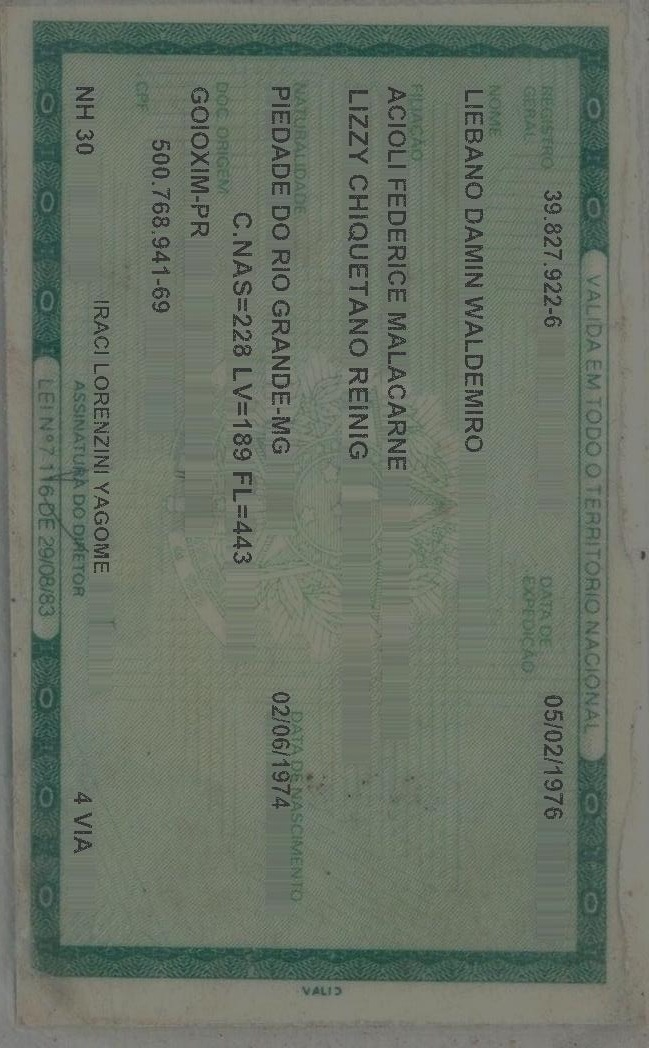 VALIDA EM TODO O TERRITORIO NACIONAL
REGISTRO GERAL 39.827.922-6 DATA DE EXPEDIÇÃO 05/02/1976
NOME
LIEBANO DAMIN WALDEMIRO
FILIAÇÃO
ACIOLI FEDERICE MALACARNE
LIZZY CHIQUETANO REINIG
NATURALIDADE DATA DE NASCIMENTO
PIEDADE DO RIO GRANDE-MG 02/06/1974
DOC. ORIGEM C.NAS=228 LV=189 FL=443
GOIOXIM-PR
CPF 500.768.941-69
NH 30 IRACI LORENZINI YAGOME 4 VIA
ASSINATURA DO DIRETOR
LEI Nº 7.116 DE 29/08/83
VALID